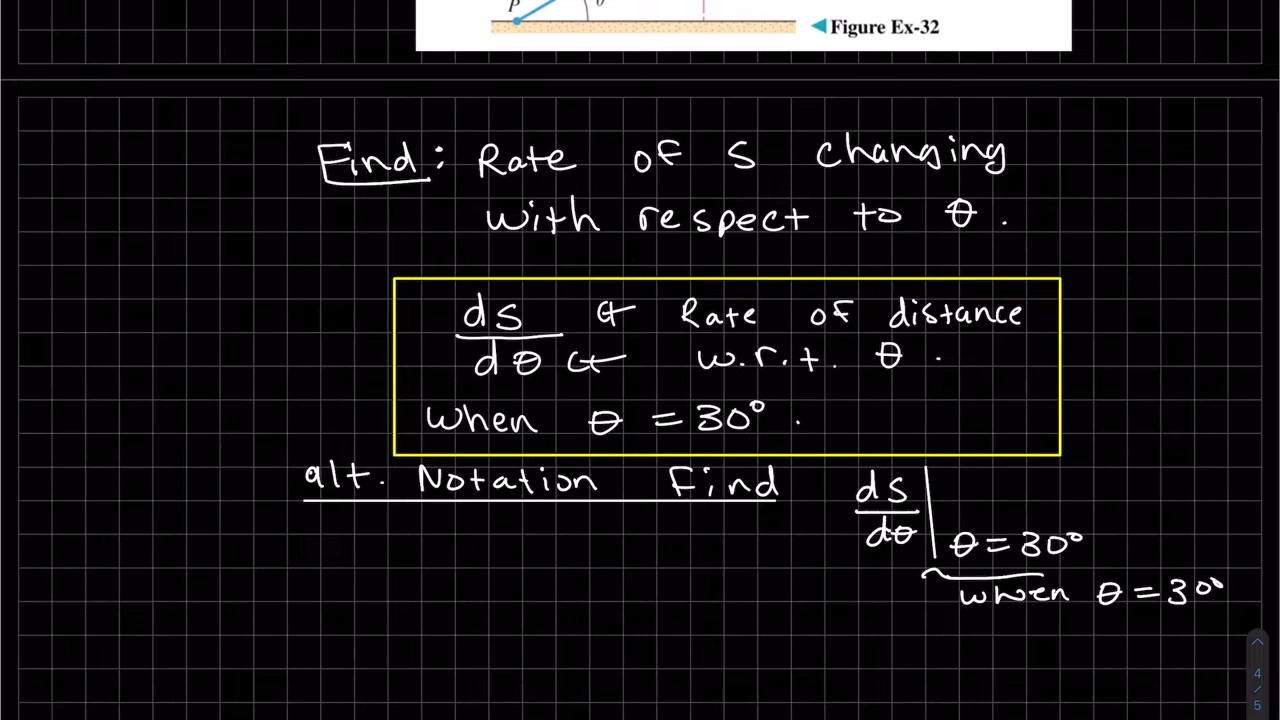 P θ
◀ Figure Ex-32
Find: Rate of S changing
with respect to θ.
ds ← Rate of distance
dθ ← w.r.t. θ.
when θ = 30°.
alt. Notation Find ds/dθ | θ = 30°
when θ = 30°
4
/
5